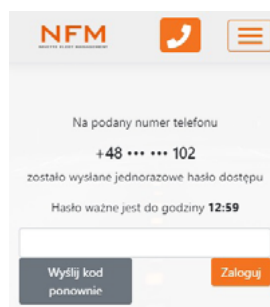 NFM
Na podany numer telefonu
+48 ••• ••• 102
zostało wysłane jednorazowe hasło dostępu
Hasło ważne jest do godziny 12:59
Wyślij kod
ponownie
Zaloguj